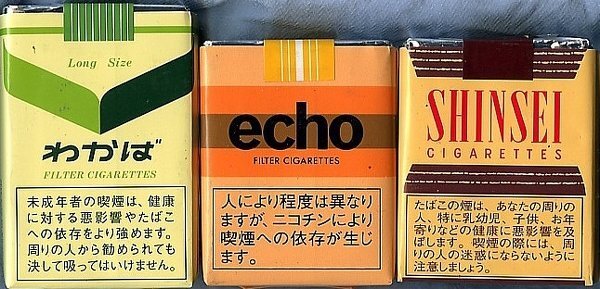 Long Size
わかば
FILTER CIGARETTES
未成年者の喫煙は、健康
に対する悪影響やたばこ
への依存をより強めます。
周りの人から勧められても
決して吸ってはいけません。
echo
FILTER CIGARETTES
人により程度は異なり
ますが、ニコチンにより
喫煙への依存が生じ
ます。
SHINSEI
CIGARETTES
たばこの煙は、あなたの周りの
人、特に乳幼児、子供、お年
寄りなどの健康に悪影響を及
ぼします。喫煙の際には、周
りの人の迷惑にならないように
注意しましょう。